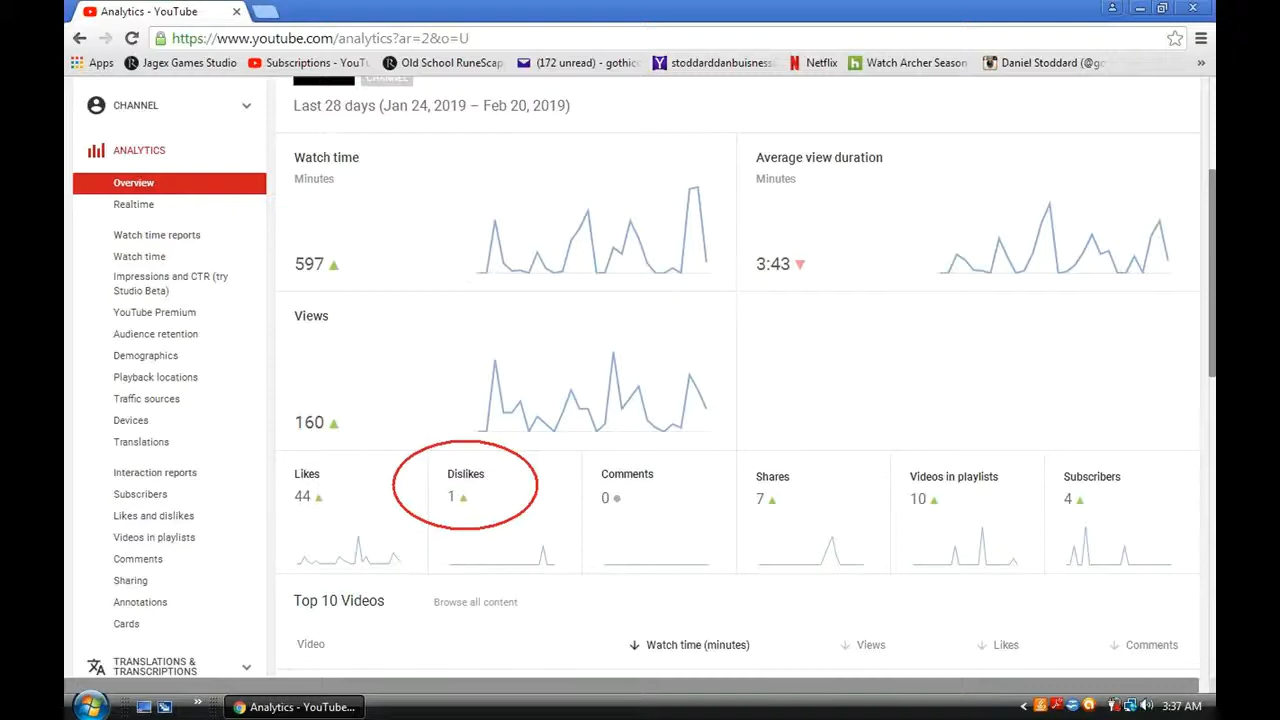 Analytics - YouTube
https://www.youtube.com/analytics?ar=2&o=U
Apps Jagex Games Studio Subscriptions - YouTu Old School RuneScap (172 unread) - gothic stoddarddanbuisness Netflix Watch Archer Season Daniel Stoddard (@go »
CHANNEL
Last 28 days (Jan 24, 2019 – Feb 20, 2019)
CHANNEL
ANALYTICS
Overview
Realtime
Watch time reports
Watch time
Impressions and CTR (try
Studio Beta)
YouTube Premium
Audience retention
Demographics
Playback locations
Traffic sources
Devices
Translations
Interaction reports
Subscribers
Likes and dislikes
Videos in playlists
Comments
Sharing
Annotations
Cards
TRANSLATIONS &
TRANSCRIPTIONS
Watch time
Minutes
597
Average view duration
Minutes
3:43
Views
160
Likes
44
Dislikes
1
Comments
0
Shares
7
Videos in playlists
10
Subscribers
4
Top 10 Videos Browse all content
Video Watch time (minutes) Views Likes Comments
Analytics - YouTube... 3:37 AM